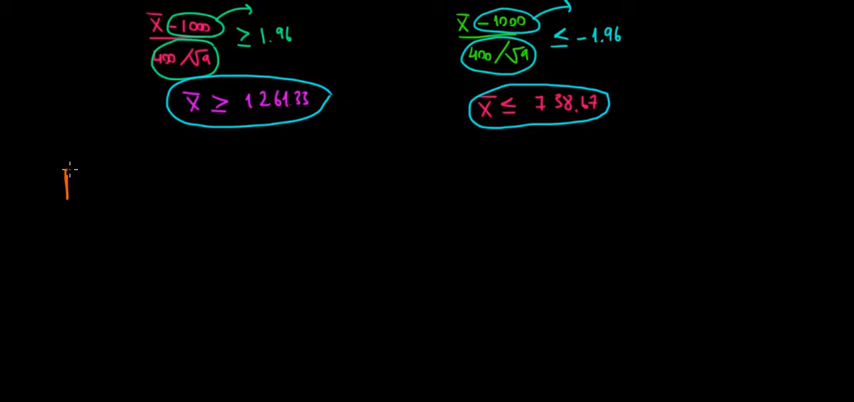 X̄ - 1000 / 400/√9 ≥ 1.96
X̄ ≥ 1261.33
X̄ - 1000 / 400/√9 ≤ -1.96
X̄ ≤ 738.67